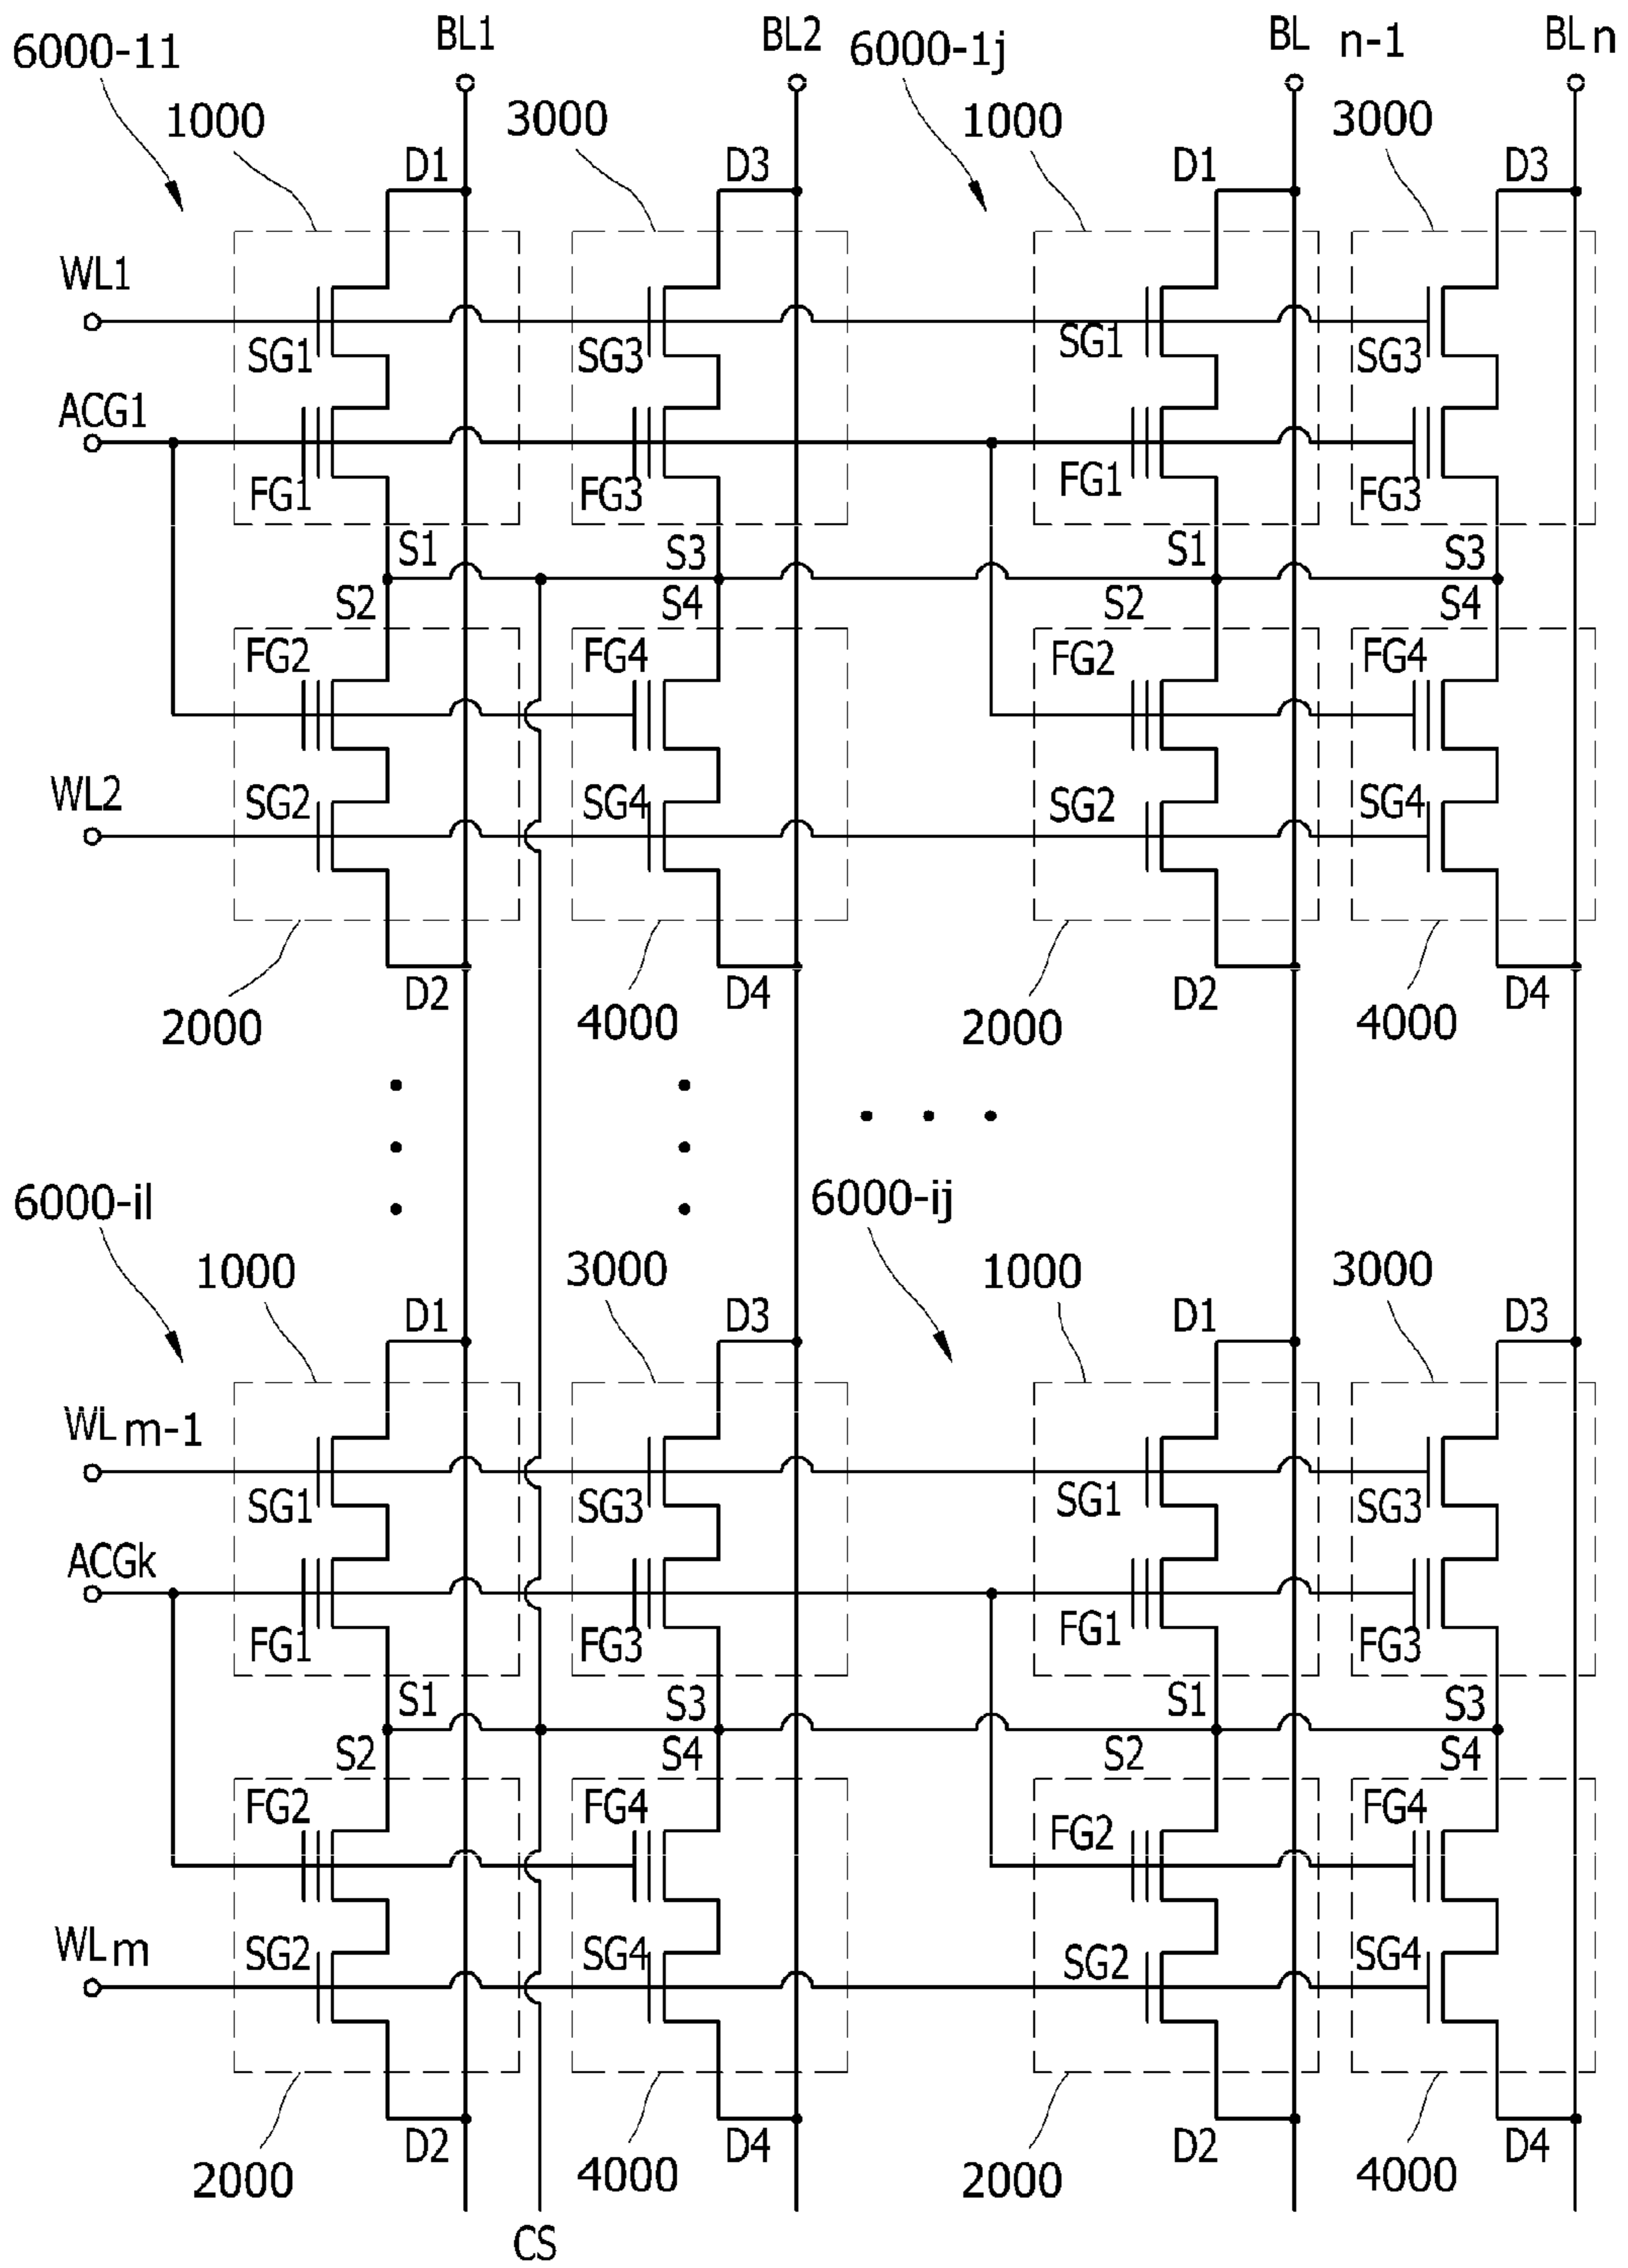 BL1 BL2 BL n-1 BL n
6000-11 6000-1j
1000 3000 1000 3000
D1 D3 D1 D3
WL1
SG1 SG3 SG1 SG3
ACG1
FG1 FG3 FG1 FG3
S1 S3 S1 S3
S2 S4 S2 S4
FG2 FG4 FG2 FG4
WL2
SG2 SG4 SG2 SG4
D2 D4 D2 D4
2000 4000 2000 4000
6000-il 6000-ij
1000 3000 1000 3000
D1 D3 D1 D3
WL m-1
SG1 SG3 SG1 SG3
ACGk
FG1 FG3 FG1 FG3
S1 S3 S1 S3
S2 S4 S2 S4
FG2 FG4 FG2 FG4
WL m
SG2 SG4 SG2 SG4
D2 D4 D2 D4
2000 4000 2000 4000
CS